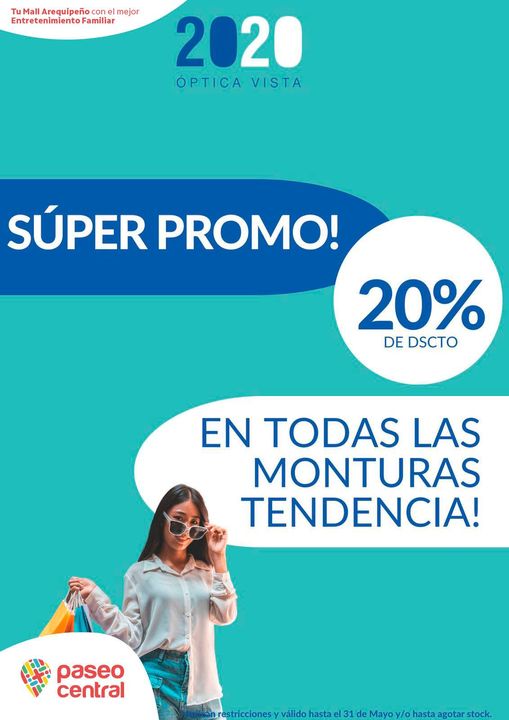 Tu Mall Arequipeño con el mejor
Entretenimiento Familiar
2020
ÓPTICA VISTA
SÚPER PROMO!
20%
DE DSCTO
EN TODAS LAS
MONTURAS
TENDENCIA!
paseo
central
restricciones y válido hasta el 31 de Mayo y/o hasta agotar stock.